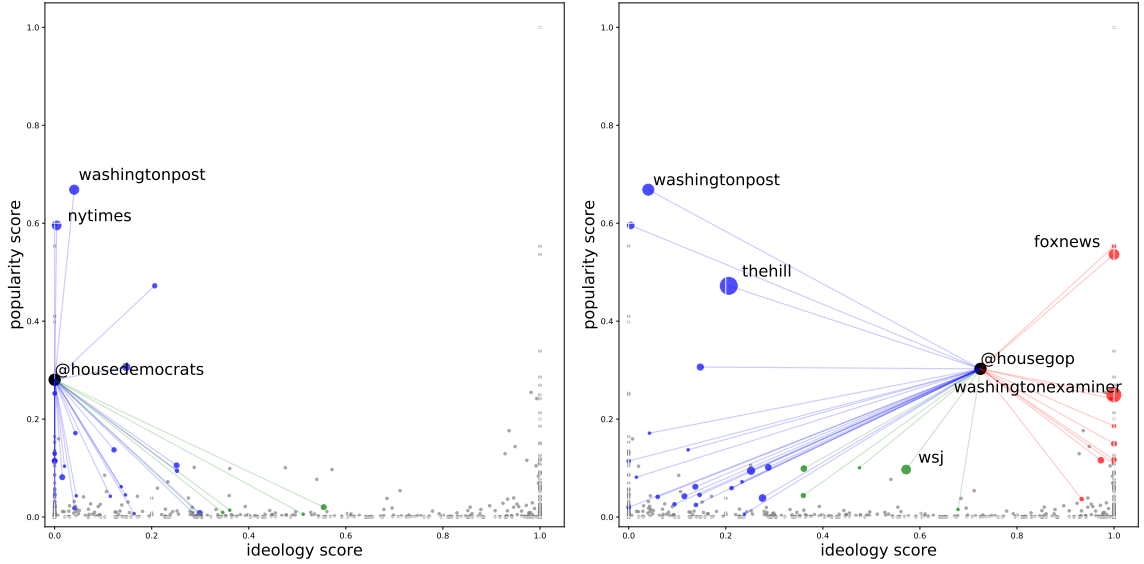 1.0
0.8
0.6
0.4
0.2
0.0
popularity score
washingtonpost
nytimes
@housedemocrats
0.0 0.2 0.4 0.6 0.8 1.0
ideology score
1.0
0.8
0.6
0.4
0.2
0.0
popularity score
washingtonpost
foxnews
thehill
@housegop
washingtonexaminer
wsj
0.0 0.2 0.4 0.6 0.8 1.0
ideology score